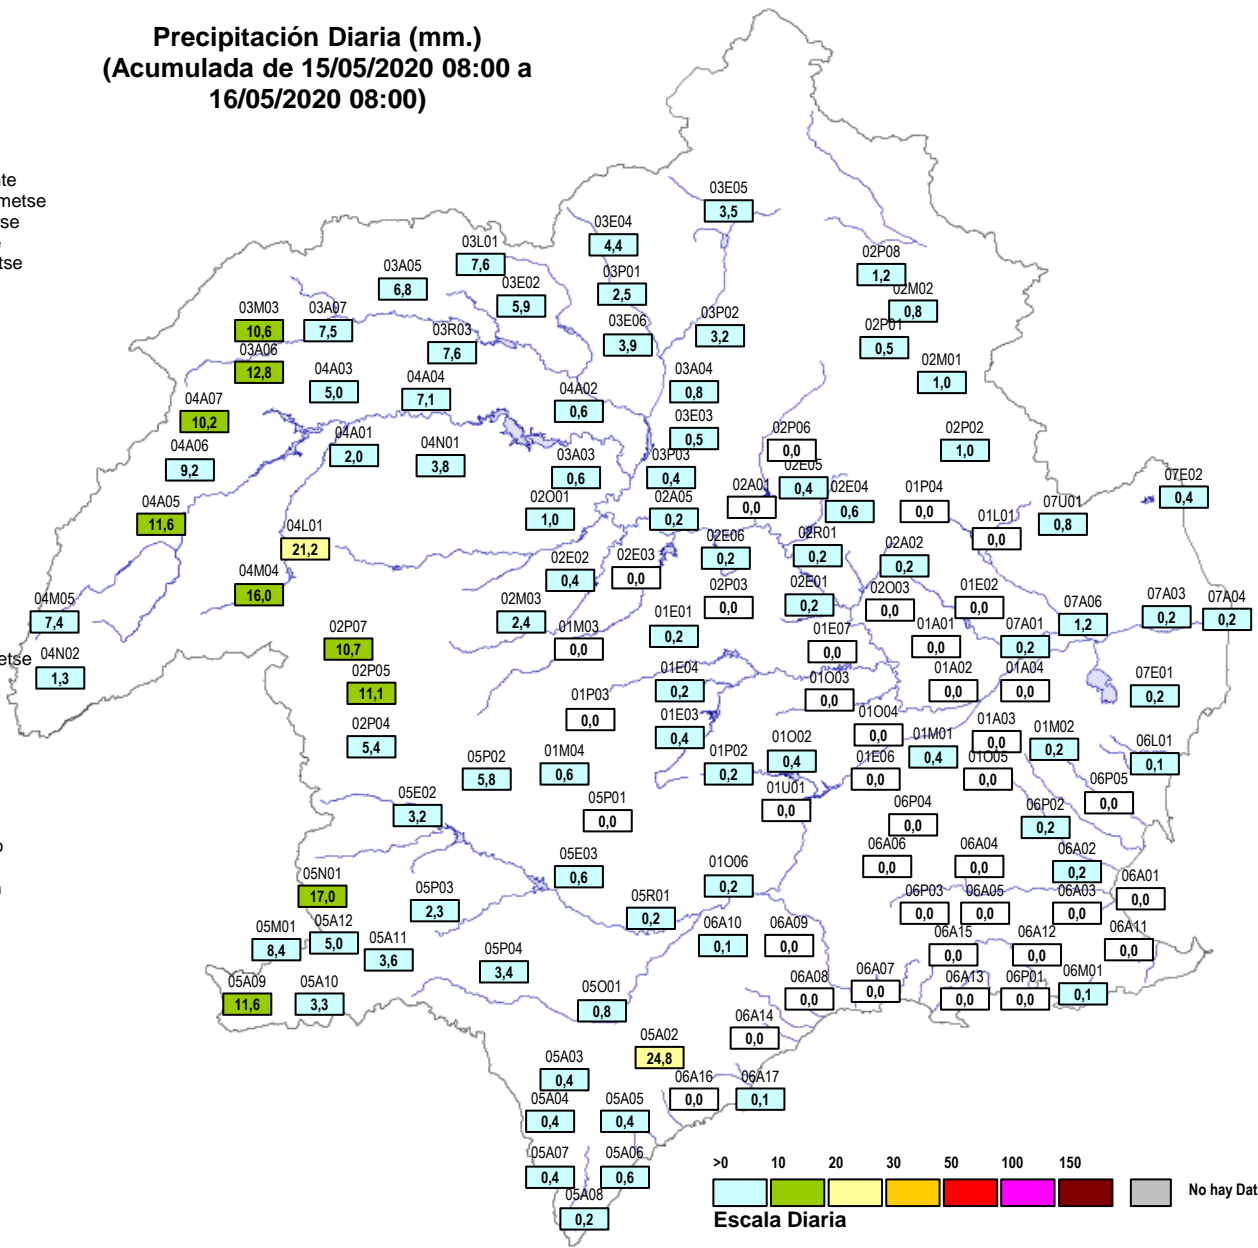 Precipitación Diaria (mm.)
(Acumulada de 15/05/2020 08:00 a
16/05/2020 08:00)
nte
metse
se
e
tse
etse
o
n
03E05
3,5
03E04
4,4
03L01
7,6
02P08
1,2
03A05
6,8
03P01
2,5
03E02
5,9
02M02
0,8
03M03
10,6
03A07
7,5
03P02
3,2
03E06
3,9
03R03
7,6
02P01
0,5
03A06
12,8
02M01
1,0
04A03
5,0
04A04
7,1
03A04
0,8
04A02
0,6
04A07
10,2
03E03
0,5
04A01
2,0
04N01
3,8
02P06
0,0
02P02
1,0
04A06
9,2
03A03
0,6
03P03
0,4
02E05
0,4
07E02
0,4
02A01
0,0
02E04
0,6
01P04
0,0
04A05
11,6
02O01
1,0
02A05
0,2
07U01
0,8
01L01
0,0
04L01
21,2
02E06
0,2
02R01
0,2
02A02
0,2
02E02
0,4
02E03
0,0
04M04
16,0
02P03
0,0
02E01
0,2
02O03
0,0
01E02
0,0
04M05
7,4
02M03
2,4
07A06
1,2
07A03
0,2
07A04
0,2
01E01
0,2
02P07
10,7
01M03
0,0
01E07
0,0
01A01
0,0
07A01
0,2
04N02
1,3
02P05
11,1
01E04
0,2
01O03
0,0
01A02
0,0
01A04
0,0
07E01
0,2
01P03
0,0
02P04
5,4
01E03
0,4
01O04
0,0
01A03
0,0
01M02
0,2
01M01
0,4
06L01
0,1
05P02
5,8
01M04
0,6
01P02
0,2
01O02
0,4
01E06
0,0
01O05
0,0
01U01
0,0
06P05
0,0
05E02
3,2
05P01
0,0
06P04
0,0
06P02
0,2
05E03
0,6
01O06
0,2
06A06
0,0
06A04
0,0
06A02
0,2
05N01
17,0
06A01
0,0
05P03
2,3
05R01
0,2
06P03
0,0
06A05
0,0
06A03
0,0
05M01
8,4
05A12
5,0
05A11
3,6
06A10
0,1
06A09
0,0
06A15
0,0
06A12
0,0
06A11
0,0
05P04
3,4
05A09
11,6
05A10
3,3
05O01
0,8
06A08
0,0
06A07
0,0
06A13
0,0
06P01
0,0
06M01
0,1
06A14
0,0
05A02
24,8
05A03
0,4
06A16
0,0
06A17
0,1
05A04
0,4
05A05
0,4
05A07
0,4
05A06
0,6
05A08
0,2
>0 10 20 30 50 100 150
No hay Dat
Escala Diaria